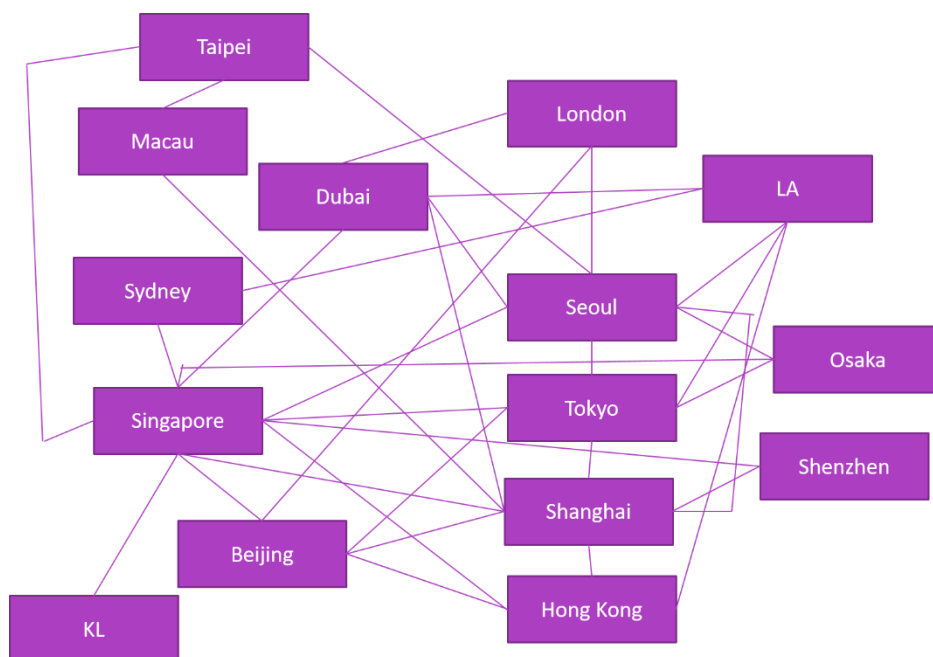 Taipei
London
Macau
LA
Dubai
Sydney
Seoul
Osaka
Singapore
Tokyo
Shenzhen
Shanghai
Beijing
Hong Kong
KL